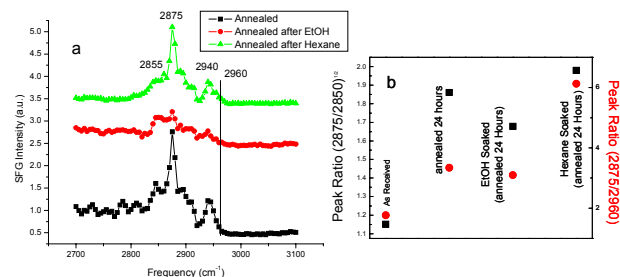 a
Annealed
Annealed after EtOH
Annealed after Hexane
2875
2855
2940
2960
SFG Intensity (a.u.)
5.0
4.5
4.0
3.5
3.0
2.5
2.0
1.5
1.0
0.5
2700
2800
2900
3000
3100
Frequency (cm⁻¹)
b
Peak Ratio (2875/2850)
2.0
1.9
1.8
1.7
1.6
1.5
1.4
1.3
1.2
1.1
As Received
annealed 24 hours
EtOH Soaked
(annealed 24 Hours)
Hexane Soaked
(annealed 24 Hours)
6
4
2
Peak Ratio (2875/2960)